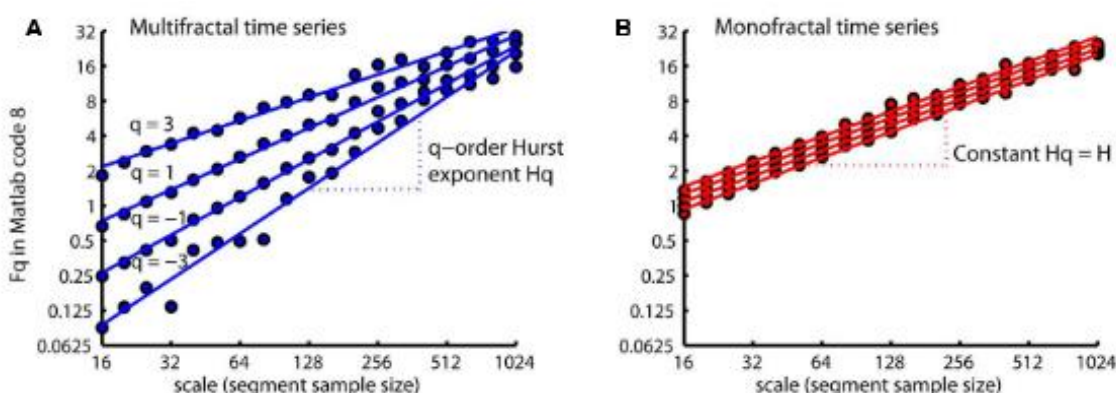 A Multifractal time series
Fq in Matlab code 8
32
16
8
4
2
1
0.5
0.25
0.125
0.0625
q = 3
q = 1
q = −1
q = −3
q−order Hurst
exponent Hq
16 32 64 128 256 512 1024
scale (segment sample size)
B Monofractal time series
32
16
8
4
2
1
0.5
0.25
0.125
0.0625
Constant Hq = H
16 32 64 128 256 512 1024
scale (segment sample size)